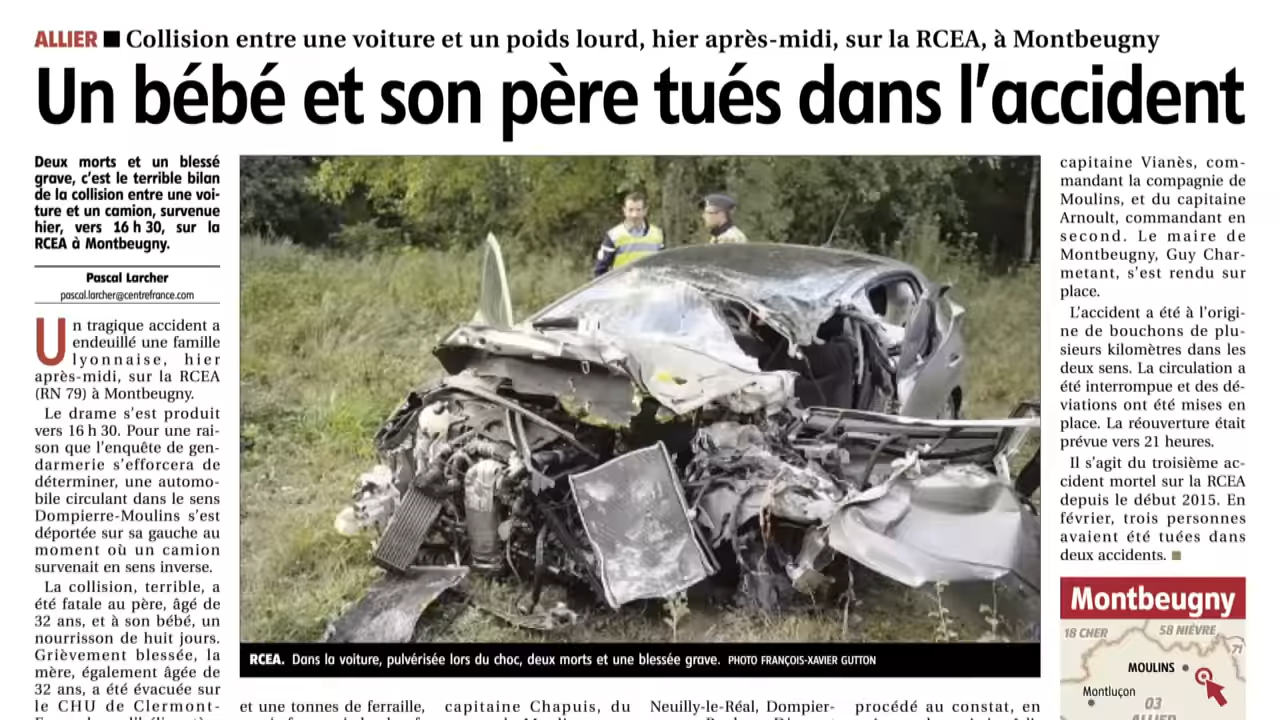 ALLIER ■ Collision entre une voiture et un poids lourd, hier après-midi, sur la RCEA, à Montbeugny
Un bébé et son père tués dans l'accident
Deux morts et un blessé
grave, c'est le terrible bilan
de la collision entre une voi-
ture et un camion, survenue
hier, vers 16 h 30, sur la
RCEA à Montbeugny.
Pascal Larcher
pascal.larcher@centrefrance.com
Un tragique accident a
endeuillé une famille
lyonnaise, hier
après-midi, sur la RCEA
(RN 79) à Montbeugny.
Le drame s'est produit
vers 16 h 30. Pour une rai-
son que l'enquête de gen-
darmerie s'efforcera de
déterminer, une automo-
bile circulant dans le sens
Dompierre-Moulins s'est
déportée sur sa gauche au
moment où un camion
survenait en sens inverse.
La collision, terrible, a
été fatale au père, âgé de
32 ans, et à son bébé, un
nourrisson de huit jours.
Grièvement blessée, la
mère, également âgée de
32 ans, a été évacuée sur
le CHU de Clermont-
RCEA. Dans la voiture, pulvérisée lors du choc, deux morts et une blessée grave. PHOTO FRANÇOIS-XAVIER GUTTON
et une tonnes de ferraille,
capitaine Chapuis, du
Neuilly-le-Réal, Dompier-
procédé au constat, en
capitaine Vianès, com-
mandant la compagnie de
Moulins, et du capitaine
Arnoult, commandant en
second. Le maire de
Montbeugny, Guy Char-
metant, s'est rendu sur
place.
L'accident a été à l'origi-
ne de bouchons de plu-
sieurs kilomètres dans les
deux sens. La circulation a
été interrompue et des dé-
viations ont été mises en
place. La réouverture était
prévue vers 21 heures.
Il s'agit du troisième ac-
cident mortel sur la RCEA
depuis le début 2015. En
février, trois personnes
avaient été tuées dans
deux accidents. ■
Montbeugny
18 CHER
58 NIÈVRE
71
MOULINS
Montluçon
03
ALLIER